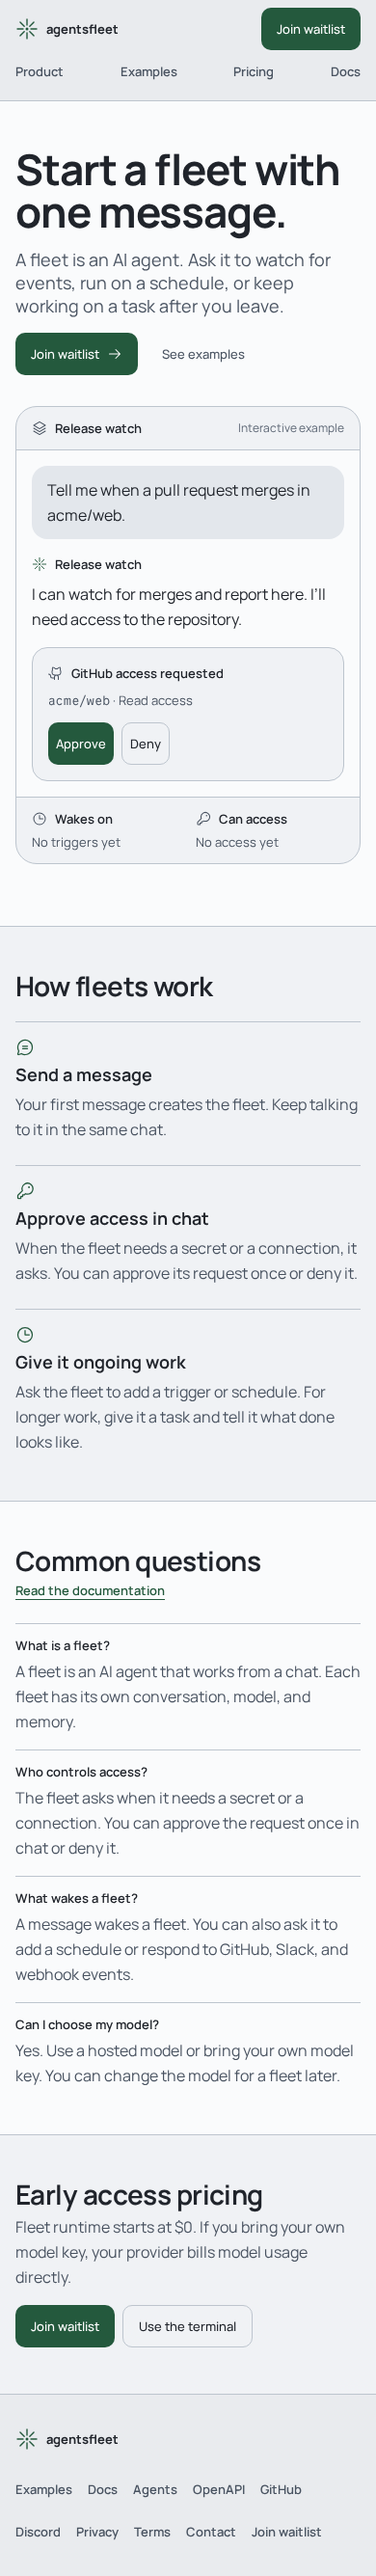 agentsfleet
Join waitlist
Product Examples Pricing Docs
Start a fleet with
one message.
A fleet is an AI agent. Ask it to watch for
events, run on a schedule, or keep
working on a task after you leave.
Join waitlist → See examples
Release watch Interactive example
Tell me when a pull request merges in
acme/web.
Release watch
I can watch for merges and report here. I'll
need access to the repository.
GitHub access requested
acme/web · Read access
Approve Deny
Wakes on Can access
No triggers yet No access yet
How fleets work
Send a message
Your first message creates the fleet. Keep talking
to it in the same chat.
Approve access in chat
When the fleet needs a secret or a connection, it
asks. You can approve its request once or deny it.
Give it ongoing work
Ask the fleet to add a trigger or schedule. For
longer work, give it a task and tell it what done
looks like.
Common questions
Read the documentation
What is a fleet?
A fleet is an AI agent that works from a chat. Each
fleet has its own conversation, model, and
memory.
Who controls access?
The fleet asks when it needs a secret or a
connection. You can approve the request once in
chat or deny it.
What wakes a fleet?
A message wakes a fleet. You can also ask it to
add a schedule or respond to GitHub, Slack, and
webhook events.
Can I choose my model?
Yes. Use a hosted model or bring your own model
key. You can change the model for a fleet later.
Early access pricing
Fleet runtime starts at $0. If you bring your own
model key, your provider bills model usage
directly.
Join waitlist Use the terminal
agentsfleet
Examples Docs Agents OpenAPI GitHub
Discord Privacy Terms Contact Join waitlist